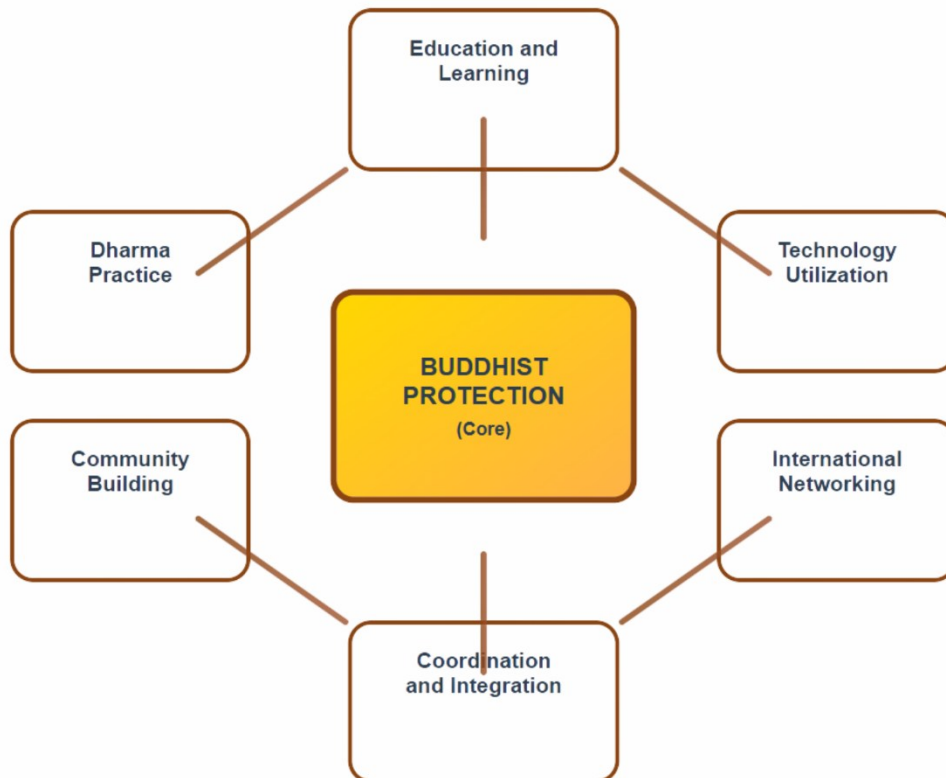 Education and
Learning
Dharma
Practice
Technology
Utilization
BUDDHIST
PROTECTION
(Core)
Community
Building
International
Networking
Coordination
and Integration